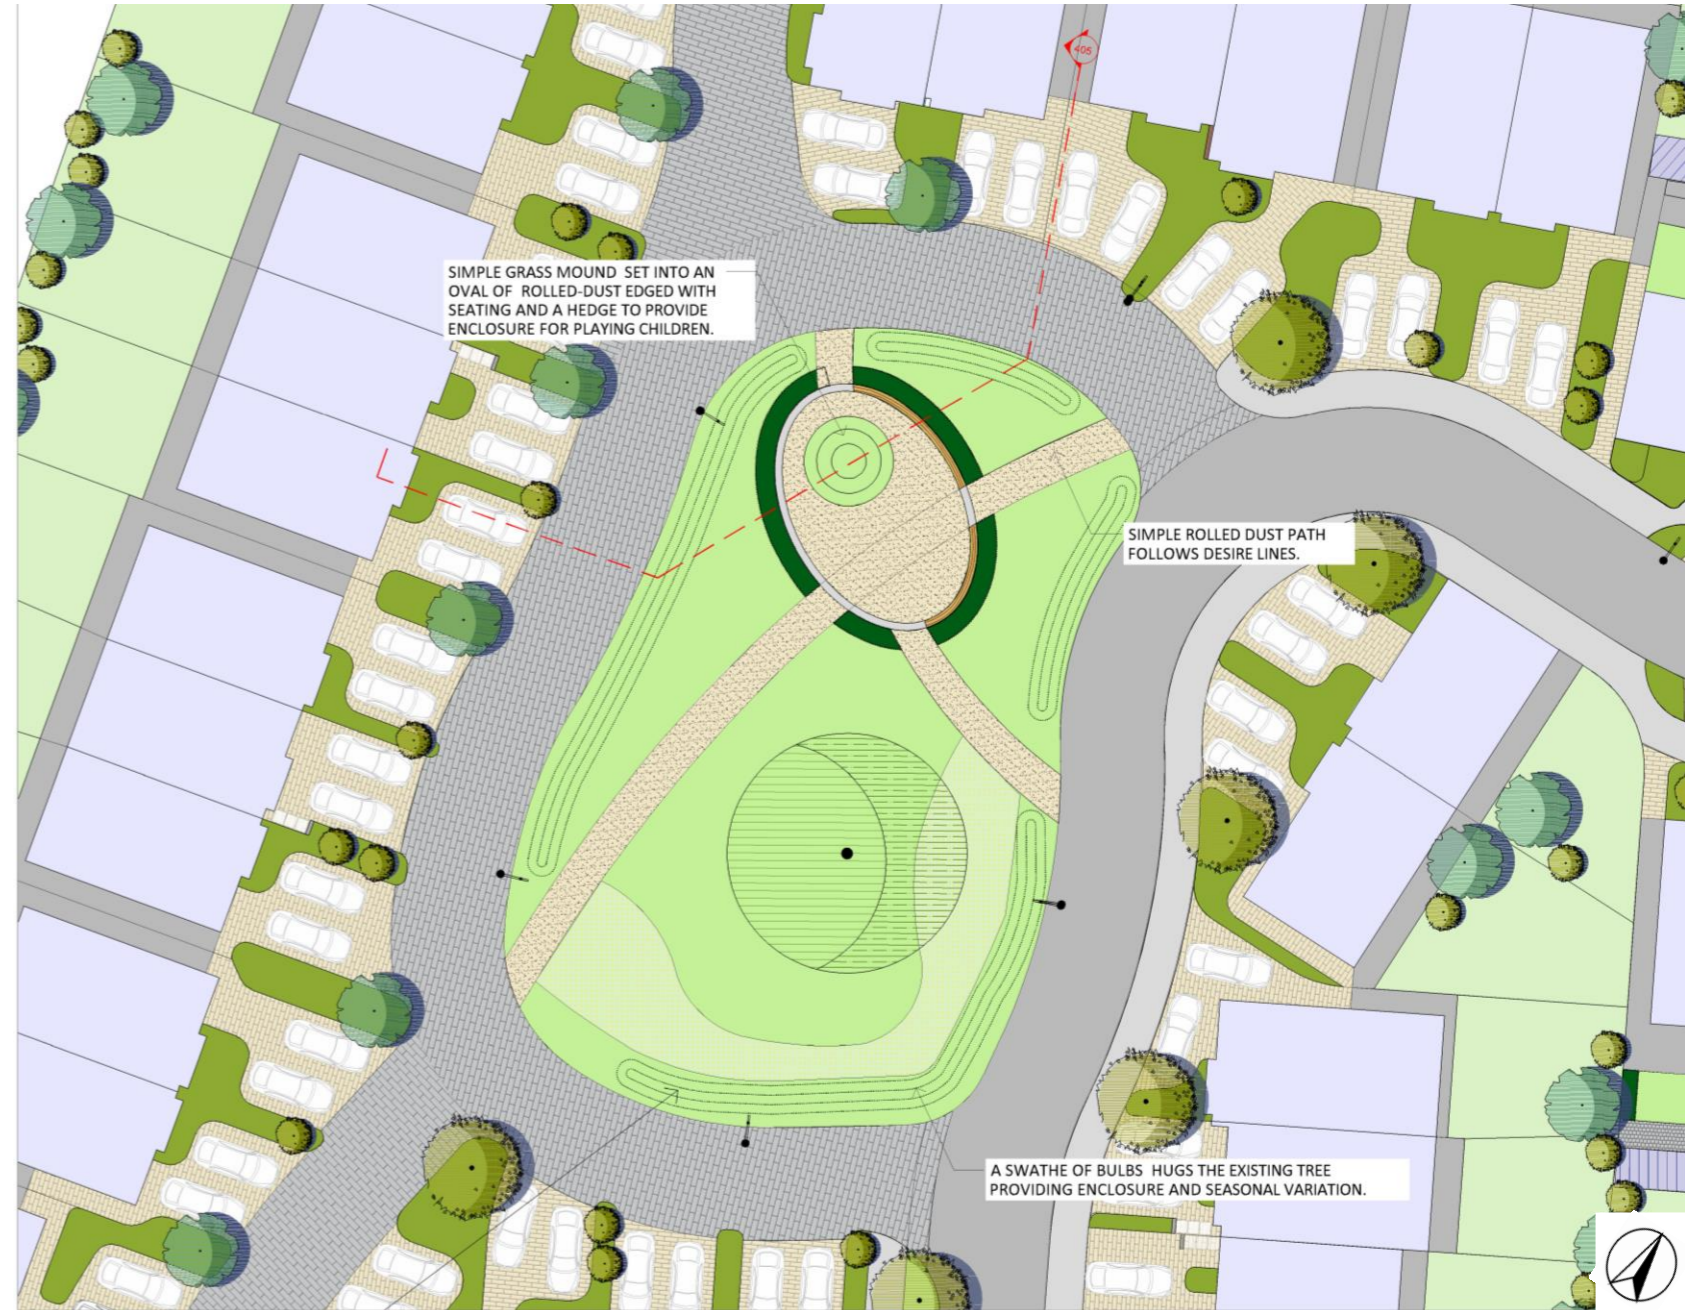 405
SIMPLE GRASS MOUND SET INTO AN
OVAL OF ROLLED-DUST EDGED WITH
SEATING AND A HEDGE TO PROVIDE
ENCLOSURE FOR PLAYING CHILDREN.
SIMPLE ROLLED DUST PATH
FOLLOWS DESIRE LINES.
A SWATHE OF BULBS HUGS THE EXISTING TREE
PROVIDING ENCLOSURE AND SEASONAL VARIATION.